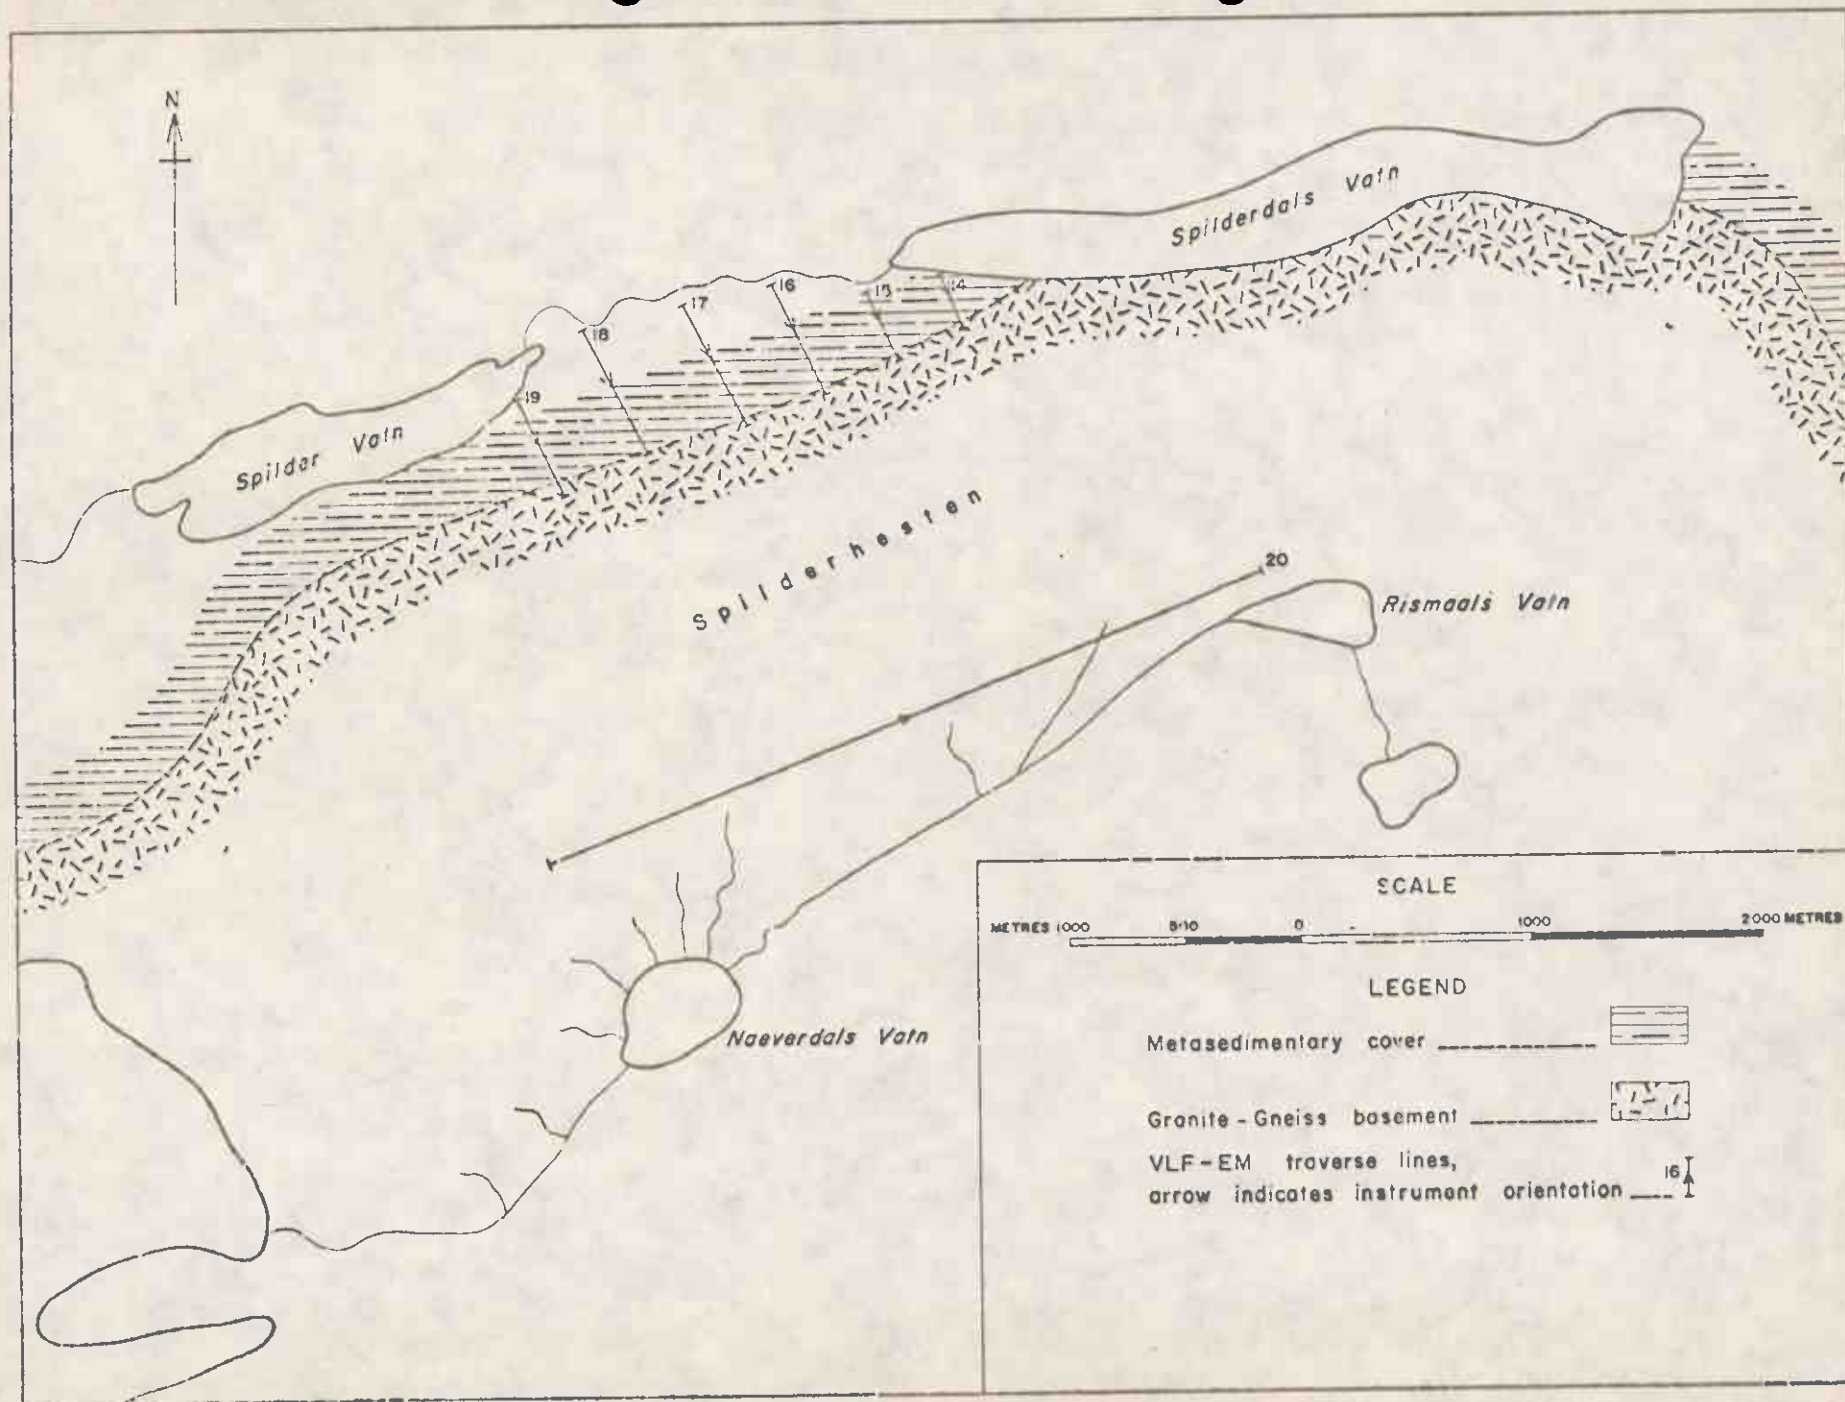 N
Spilderdals Vatn
16
17
15
14
18
19
Spilder Vatn
Spilderhesten
20
Rismaals Vatn
Naeverdals Vatn
SCALE
METRES 1000 500 0 1000 2000 METRES
LEGEND
Metasedimentary cover
Granite-Gneiss basement
VLF-EM traverse lines,
arrow indicates instrument orientation
16